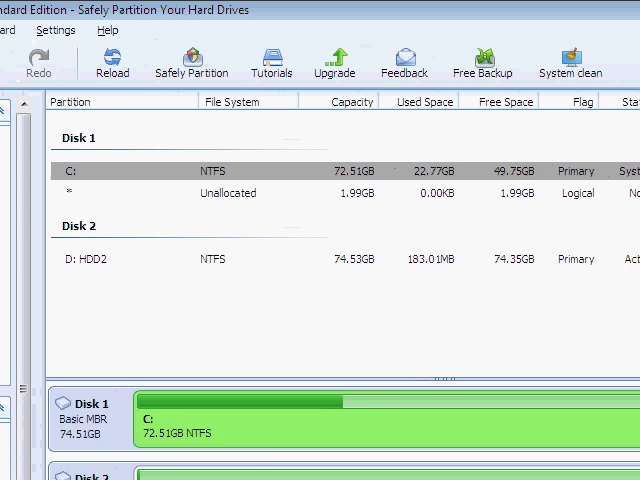 ndard Edition - Safely Partition Your Hard Drives
ard Settings Help
Redo Reload Safely Partition Tutorials Upgrade Feedback Free Backup System clean
Partition File System Capacity Used Space Free Space Flag Stat
Disk 1
C: NTFS 72.51GB 22.77GB 49.75GB Primary Syst
* Unallocated 1.99GB 0.00KB 1.99GB Logical No
Disk 2
D: HDD2 NTFS 74.53GB 183.01MB 74.35GB Primary Act
Disk 1
Basic MBR
74.51GB
C:
72.51GB NTFS
Disk 2